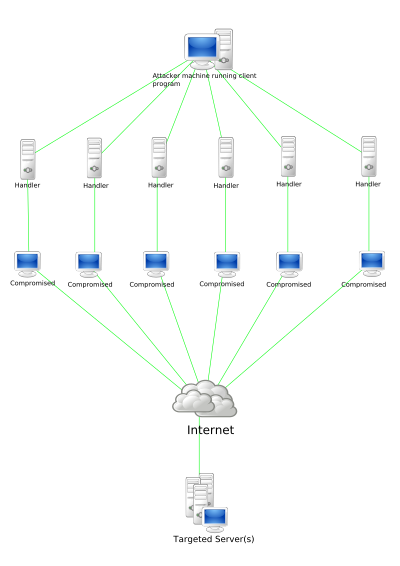 Attacker machine running client
program
Handler
Handler
Handler
Handler
Handler
Handler
Compromised
Compromised
Compromised
Compromised
Compromised
Compromised
Internet
Targeted Server(s)